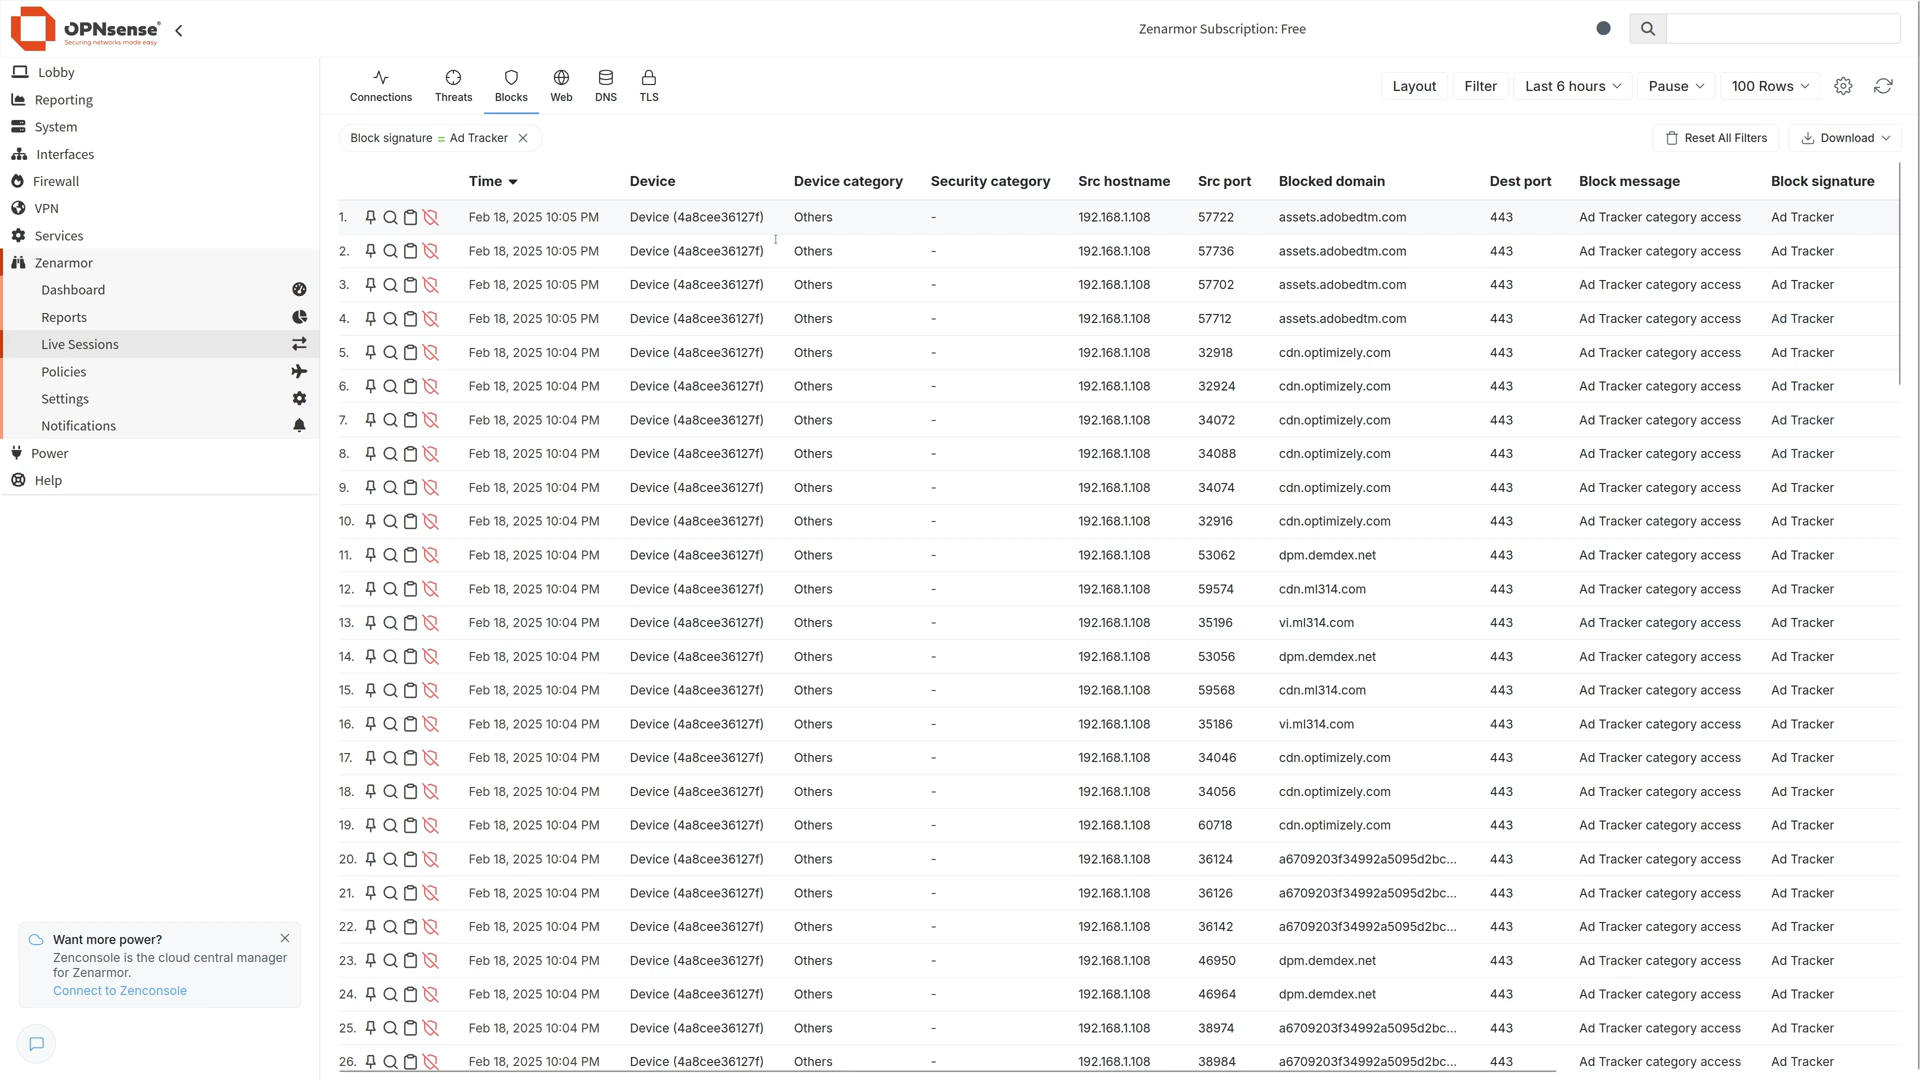 OPNsense®
Securing networks made easy
Zenarmor Subscription: Free
Lobby
Reporting
System
Interfaces
Firewall
VPN
Services
Zenarmor
Dashboard
Reports
Live Sessions
Policies
Settings
Notifications
Power
Help
Want more power?
Zenconsole is the cloud central manager
for Zenarmor.
Connect to Zenconsole
Connections Threats Blocks Web DNS TLS
Layout Filter Last 6 hours Pause 100 Rows
Block signature = Ad Tracker
Reset All Filters Download
Time Device Device category Security category Src hostname Src port Blocked domain Dest port Block message Block signature
1. Feb 18, 2025 10:05 PM Device (4a8cee36127f) Others - 192.168.1.108 57722 assets.adobedtm.com 443 Ad Tracker category access Ad Tracker
2. Feb 18, 2025 10:05 PM Device (4a8cee36127f) Others - 192.168.1.108 57736 assets.adobedtm.com 443 Ad Tracker category access Ad Tracker
3. Feb 18, 2025 10:05 PM Device (4a8cee36127f) Others - 192.168.1.108 57702 assets.adobedtm.com 443 Ad Tracker category access Ad Tracker
4. Feb 18, 2025 10:05 PM Device (4a8cee36127f) Others - 192.168.1.108 57712 assets.adobedtm.com 443 Ad Tracker category access Ad Tracker
5. Feb 18, 2025 10:04 PM Device (4a8cee36127f) Others - 192.168.1.108 32918 cdn.optimizely.com 443 Ad Tracker category access Ad Tracker
6. Feb 18, 2025 10:04 PM Device (4a8cee36127f) Others - 192.168.1.108 32924 cdn.optimizely.com 443 Ad Tracker category access Ad Tracker
7. Feb 18, 2025 10:04 PM Device (4a8cee36127f) Others - 192.168.1.108 34072 cdn.optimizely.com 443 Ad Tracker category access Ad Tracker
8. Feb 18, 2025 10:04 PM Device (4a8cee36127f) Others - 192.168.1.108 34088 cdn.optimizely.com 443 Ad Tracker category access Ad Tracker
9. Feb 18, 2025 10:04 PM Device (4a8cee36127f) Others - 192.168.1.108 34074 cdn.optimizely.com 443 Ad Tracker category access Ad Tracker
10. Feb 18, 2025 10:04 PM Device (4a8cee36127f) Others - 192.168.1.108 32916 cdn.optimizely.com 443 Ad Tracker category access Ad Tracker
11. Feb 18, 2025 10:04 PM Device (4a8cee36127f) Others - 192.168.1.108 53062 dpm.demdex.net 443 Ad Tracker category access Ad Tracker
12. Feb 18, 2025 10:04 PM Device (4a8cee36127f) Others - 192.168.1.108 59574 cdn.ml314.com 443 Ad Tracker category access Ad Tracker
13. Feb 18, 2025 10:04 PM Device (4a8cee36127f) Others - 192.168.1.108 35196 vi.ml314.com 443 Ad Tracker category access Ad Tracker
14. Feb 18, 2025 10:04 PM Device (4a8cee36127f) Others - 192.168.1.108 53056 dpm.demdex.net 443 Ad Tracker category access Ad Tracker
15. Feb 18, 2025 10:04 PM Device (4a8cee36127f) Others - 192.168.1.108 59568 cdn.ml314.com 443 Ad Tracker category access Ad Tracker
16. Feb 18, 2025 10:04 PM Device (4a8cee36127f) Others - 192.168.1.108 35186 vi.ml314.com 443 Ad Tracker category access Ad Tracker
17. Feb 18, 2025 10:04 PM Device (4a8cee36127f) Others - 192.168.1.108 34046 cdn.optimizely.com 443 Ad Tracker category access Ad Tracker
18. Feb 18, 2025 10:04 PM Device (4a8cee36127f) Others - 192.168.1.108 34056 cdn.optimizely.com 443 Ad Tracker category access Ad Tracker
19. Feb 18, 2025 10:04 PM Device (4a8cee36127f) Others - 192.168.1.108 60718 cdn.optimizely.com 443 Ad Tracker category access Ad Tracker
20. Feb 18, 2025 10:04 PM Device (4a8cee36127f) Others - 192.168.1.108 36124 a6709203f34992a5095d2bc... 443 Ad Tracker category access Ad Tracker
21. Feb 18, 2025 10:04 PM Device (4a8cee36127f) Others - 192.168.1.108 36126 a6709203f34992a5095d2bc... 443 Ad Tracker category access Ad Tracker
22. Feb 18, 2025 10:04 PM Device (4a8cee36127f) Others - 192.168.1.108 36142 a6709203f34992a5095d2bc... 443 Ad Tracker category access Ad Tracker
23. Feb 18, 2025 10:04 PM Device (4a8cee36127f) Others - 192.168.1.108 46950 dpm.demdex.net 443 Ad Tracker category access Ad Tracker
24. Feb 18, 2025 10:04 PM Device (4a8cee36127f) Others - 192.168.1.108 46964 dpm.demdex.net 443 Ad Tracker category access Ad Tracker
25. Feb 18, 2025 10:04 PM Device (4a8cee36127f) Others - 192.168.1.108 38974 a6709203f34992a5095d2bc... 443 Ad Tracker category access Ad Tracker
26. Feb 18, 2025 10:04 PM Device (4a8cee36127f) Others - 192.168.1.108 38984 a6709203f34992a5095d2bc... 443 Ad Tracker category access Ad Tracker